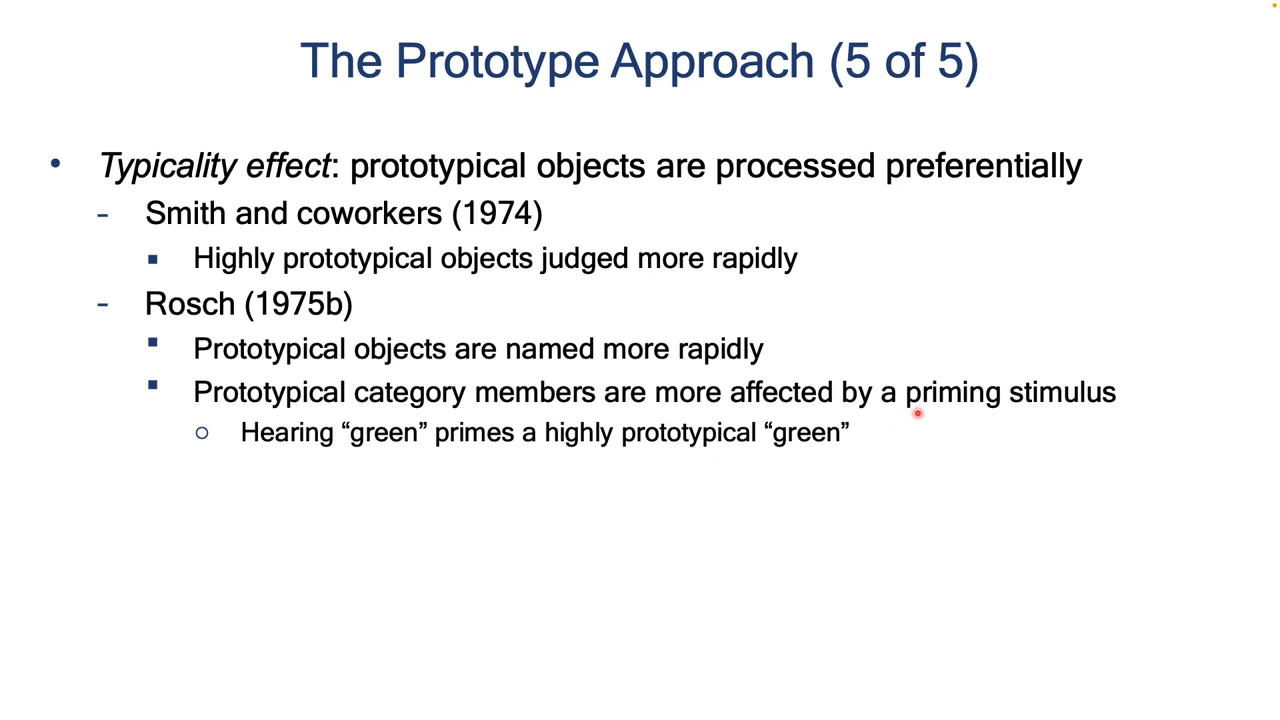 The Prototype Approach (5 of 5)
• Typicality effect: prototypical objects are processed preferentially
- Smith and coworkers (1974)
▪ Highly prototypical objects judged more rapidly
- Rosch (1975b)
▪ Prototypical objects are named more rapidly
▪ Prototypical category members are more affected by a priming stimulus
○ Hearing “green” primes a highly prototypical “green”